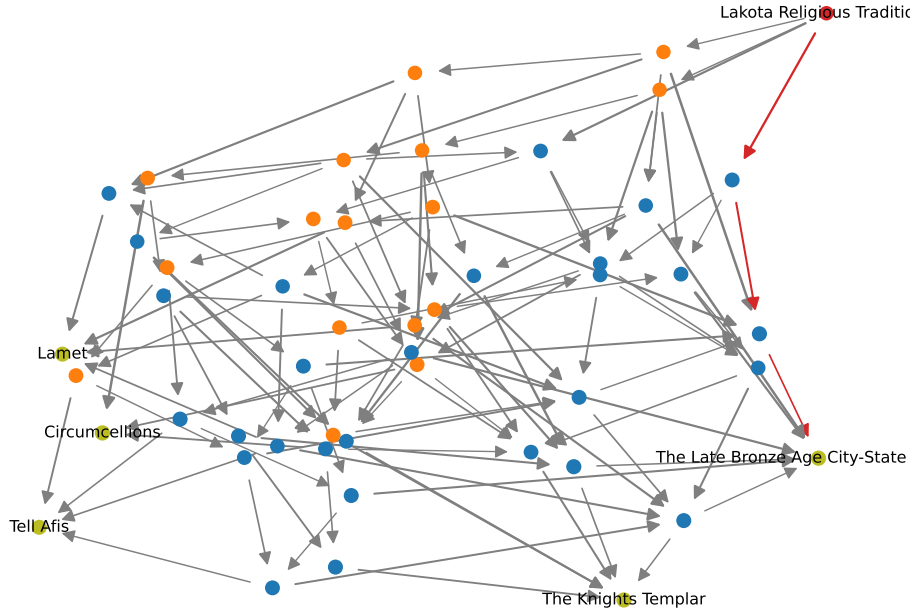 Lakota Religious Traditio
Lamet
Circumcellions
The Late Bronze Age City-State
Tell Afis
The Knights Templar